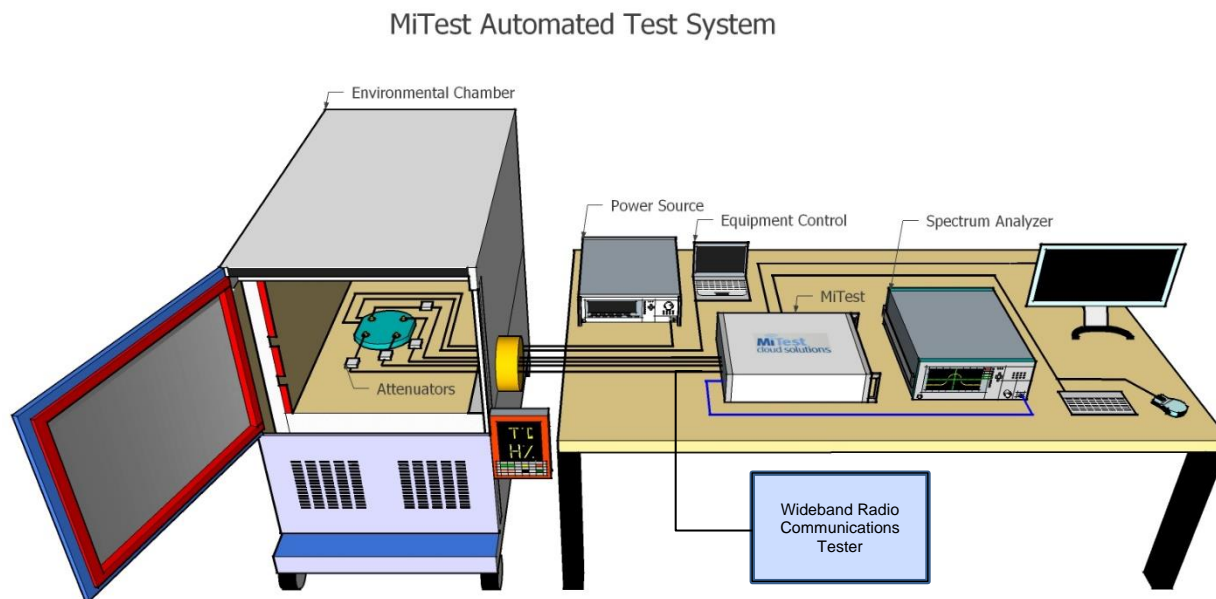 MiTest Automated Test System
Environmental Chamber
Power Source
Equipment Control
Spectrum Analyzer
MiTest
MiTest
cloud solutions
Attenuators
T°C
H%
Wideband Radio
Communications
Tester